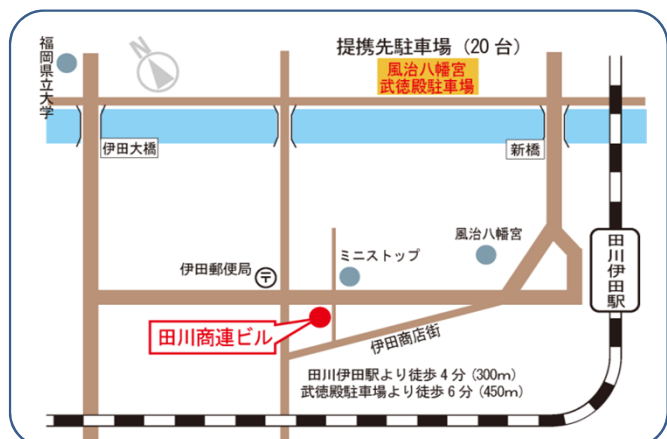 福岡県立大学
N
提携先駐車場（20台）
風治八幡宮
武徳殿駐車場
伊田大橋
新橋
風治八幡宮
田川伊田駅
ミニストップ
伊田郵便局
〒
田川商連ビル
伊田商店街
田川伊田駅より徒歩4分（300m）
武徳殿駐車場より徒歩6分（450m）